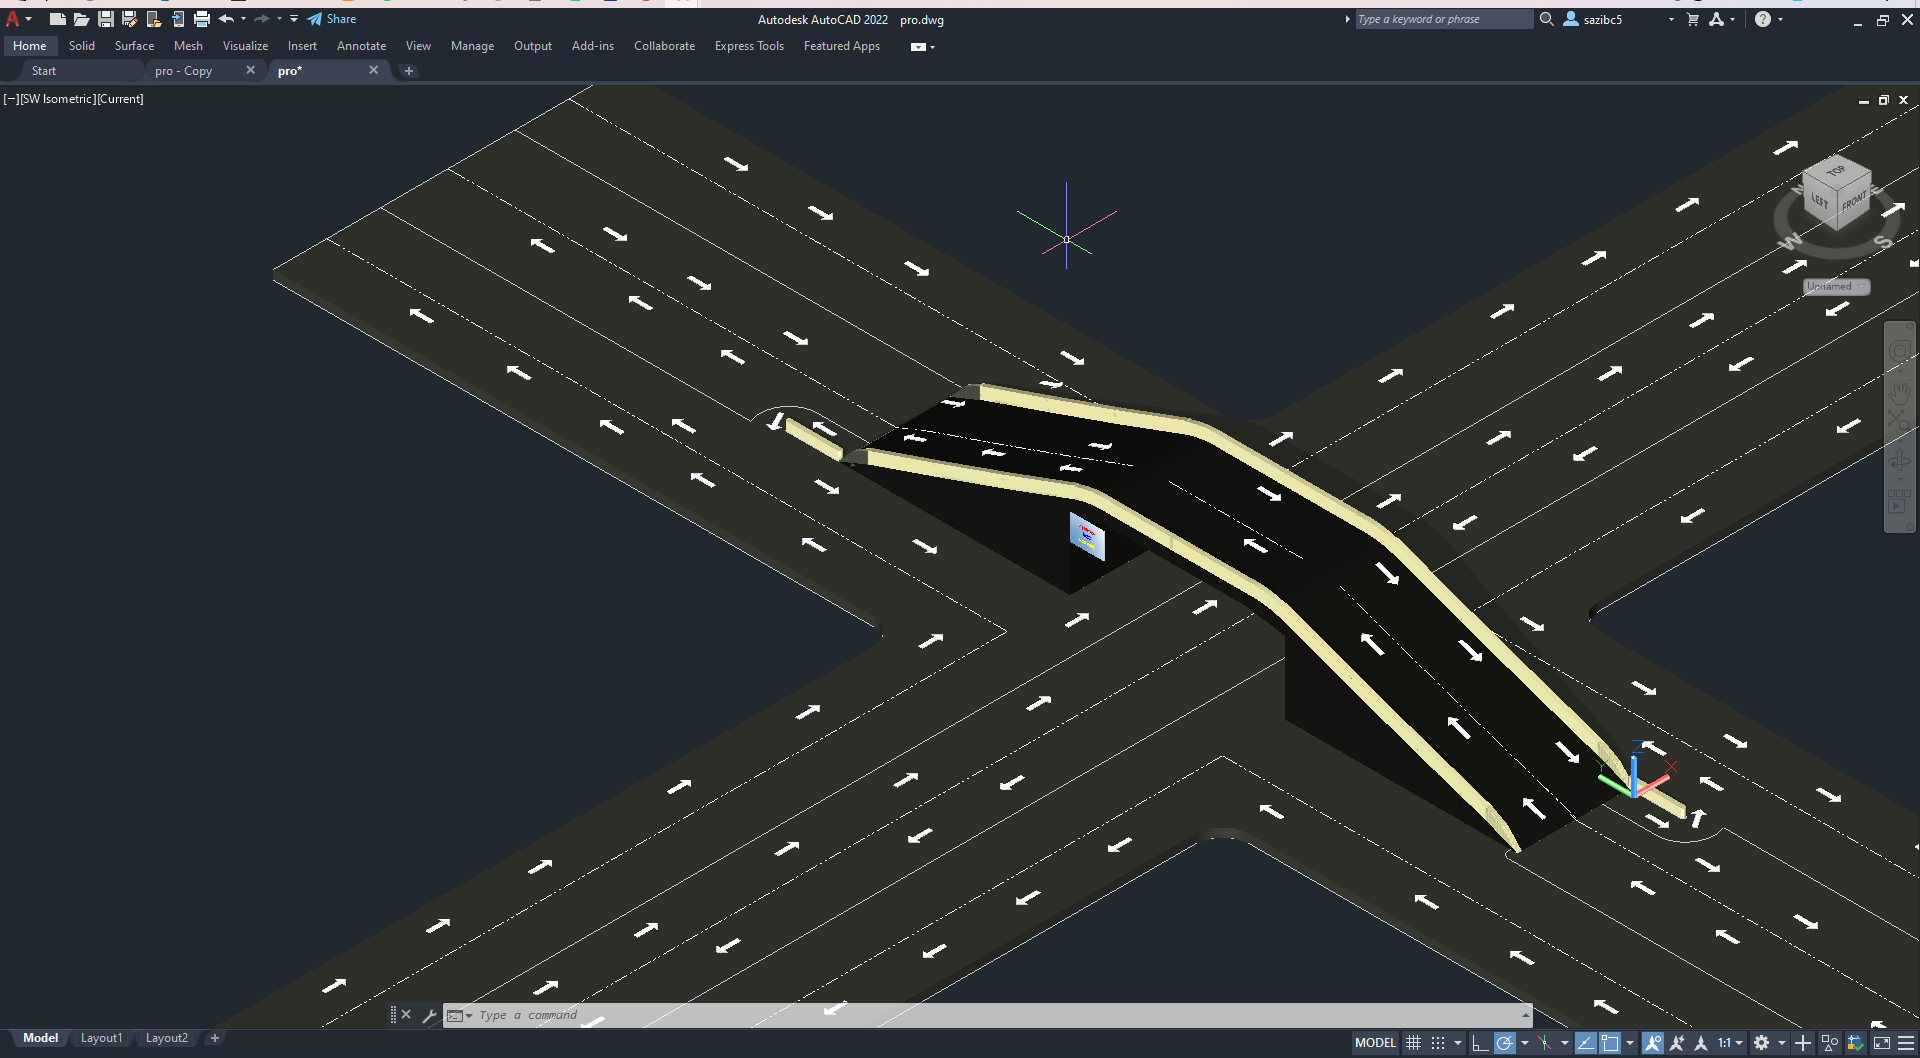 Share
Autodesk AutoCAD 2022 pro.dwg
Type a keyword or phrase
sazibc5
Home Solid Surface Mesh Visualize Insert Annotate View Manage Output Add-ins Collaborate Express Tools Featured Apps
Start pro - Copy pro*
[−][SW Isometric][Current]
TOP
LEFT FRONT
W S
Unnamed
Z
Y X
Type a command
Model Layout1 Layout2
MODEL 1:1